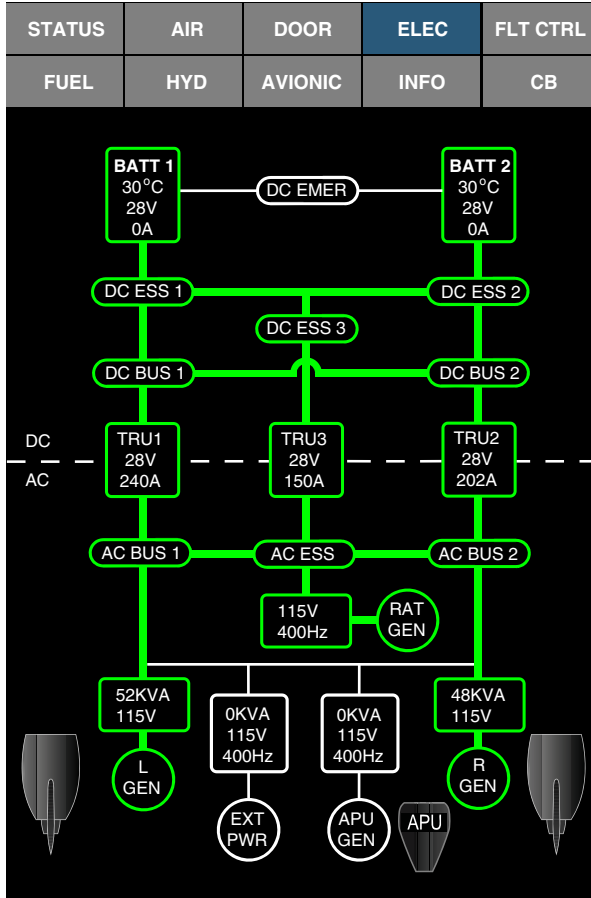 STATUS
AIR
DOOR
ELEC
FLT CTRL
FUEL
HYD
AVIONIC
INFO
CB
BATT 1
30°C
28V
0A
DC EMER
BATT 2
30°C
28V
0A
DC ESS 1
DC ESS 2
DC ESS 3
DC BUS 1
DC BUS 2
DC
AC
TRU1
28V
240A
TRU3
28V
150A
TRU2
28V
202A
AC BUS 1
AC ESS
AC BUS 2
115V
400Hz
RAT
GEN
52KVA
115V
0KVA
115V
400Hz
0KVA
115V
400Hz
48KVA
115V
L
GEN
R
GEN
EXT
PWR
APU
GEN
APU